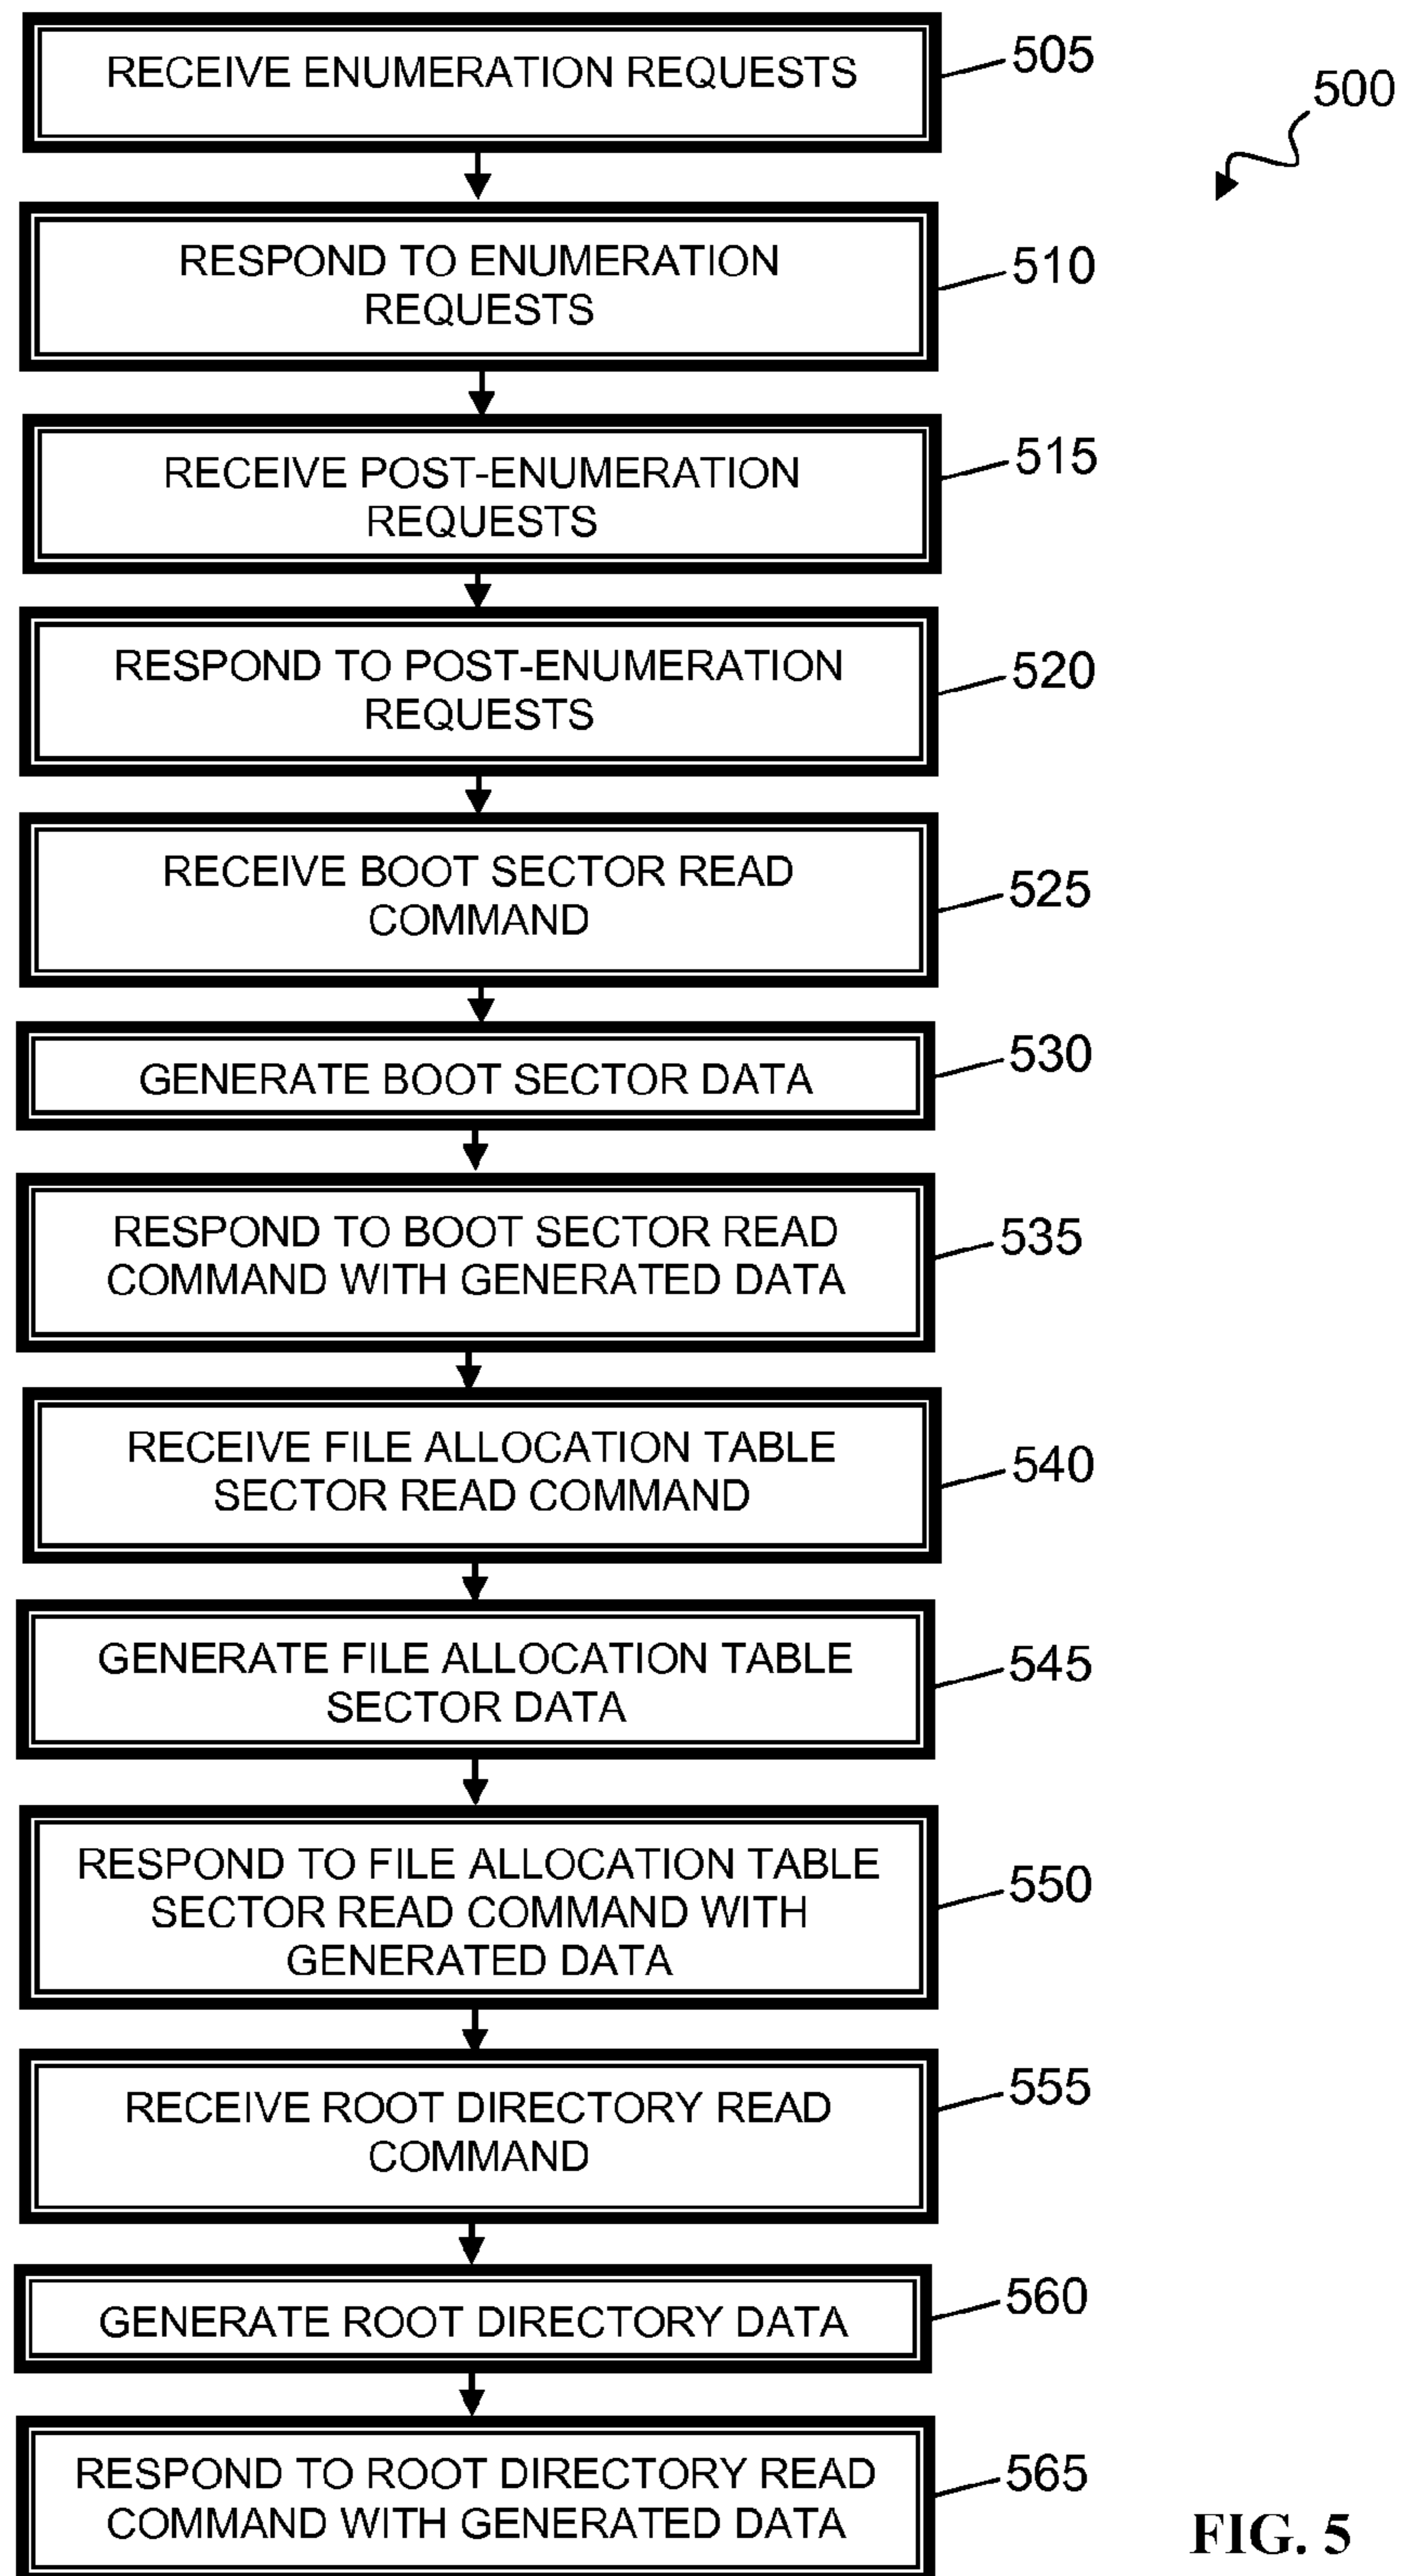 RECEIVE ENUMERATION REQUESTS
505
500
RESPOND TO ENUMERATION
REQUESTS
510
RECEIVE POST-ENUMERATION
REQUESTS
515
RESPOND TO POST-ENUMERATION
REQUESTS
520
RECEIVE BOOT SECTOR READ
COMMAND
525
GENERATE BOOT SECTOR DATA
530
RESPOND TO BOOT SECTOR READ
COMMAND WITH GENERATED DATA
535
RECEIVE FILE ALLOCATION TABLE
SECTOR READ COMMAND
540
GENERATE FILE ALLOCATION TABLE
SECTOR DATA
545
RESPOND TO FILE ALLOCATION TABLE
SECTOR READ COMMAND WITH
GENERATED DATA
550
RECEIVE ROOT DIRECTORY READ
COMMAND
555
GENERATE ROOT DIRECTORY DATA
560
RESPOND TO ROOT DIRECTORY READ
COMMAND WITH GENERATED DATA
565
FIG. 5